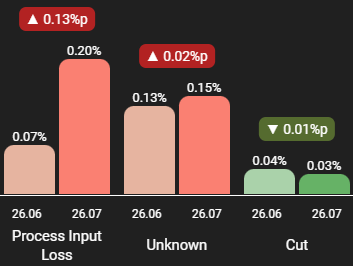 ▲ 0.13%p
0.20%
▲ 0.02%p
0.15%
0.13%
0.07%
▼ 0.01%p
0.04%
0.03%
26.06 26.07 26.06 26.07 26.06 26.07
Process Input
Loss
Unknown
Cut